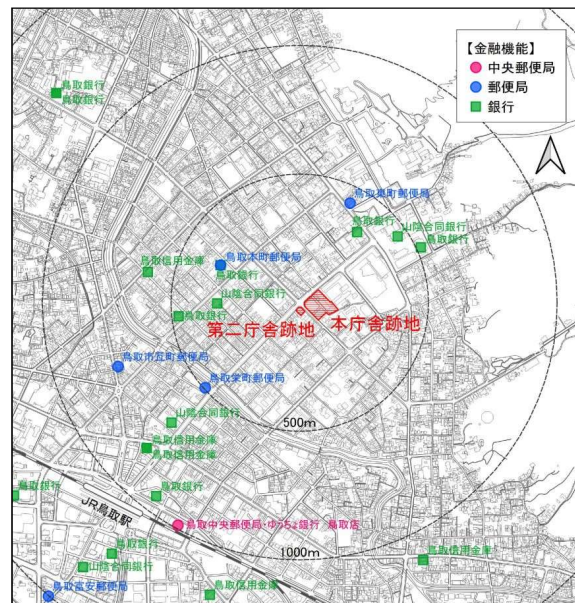 【金融機能】
中央郵便局
郵便局
銀行
鳥取銀行
鳥取銀行
鳥取東町郵便局
鳥取銀行
山陰合同銀行
鳥取銀行
鳥取信用金庫
鳥取本町郵便局
鳥取銀行
山陰合同銀行
鳥取銀行
第二庁舎跡地
本庁舎跡地
鳥取市瓦町郵便局
鳥取栄町郵便局
500m
山陰合同銀行
鳥取信用金庫
鳥取信用金庫
鳥取銀行
鳥取銀行
JR鳥取駅
鳥取中央郵便局・ゆうちょ銀行 鳥取店
1000m
鳥取銀行
山陰合同銀行
鳥取信用金庫
鳥取富安郵便局
鳥取信用金庫